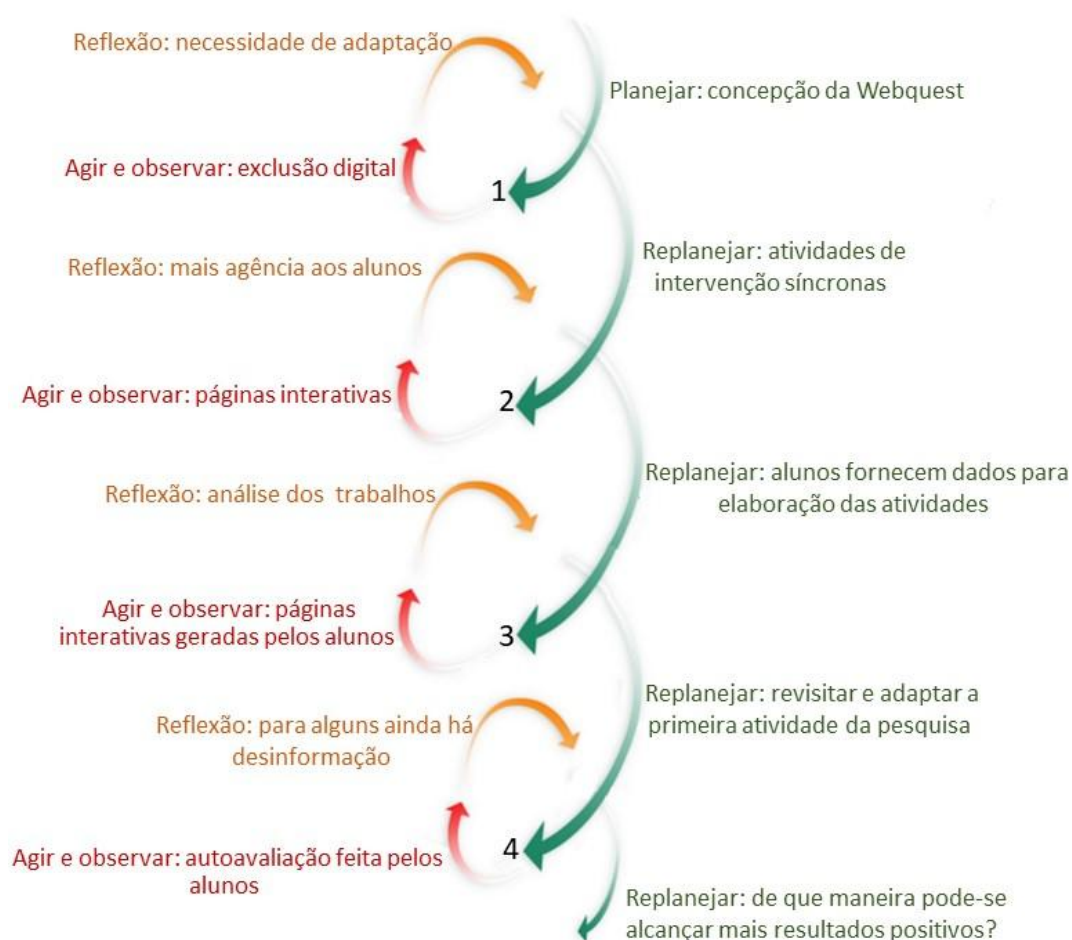 Reflexão: necessidade de adaptação
Planejar: concepção da Webquest
Agir e observar: exclusão digital
1
Reflexão: mais agência aos alunos
Replanejar: atividades de
intervenção síncronas
Agir e observar: páginas interativas
2
Reflexão: análise dos trabalhos
Replanejar: alunos fornecem dados para
elaboração das atividades
Agir e observar: páginas
interativas geradas pelos alunos
3
Reflexão: para alguns ainda há
desinformação
Replanejar: revisitar e adaptar a
primeira atividade da pesquisa
Agir e observar: autoavaliação feita pelos
alunos
4
Replanejar: de que maneira pode-se
alcançar mais resultados positivos?